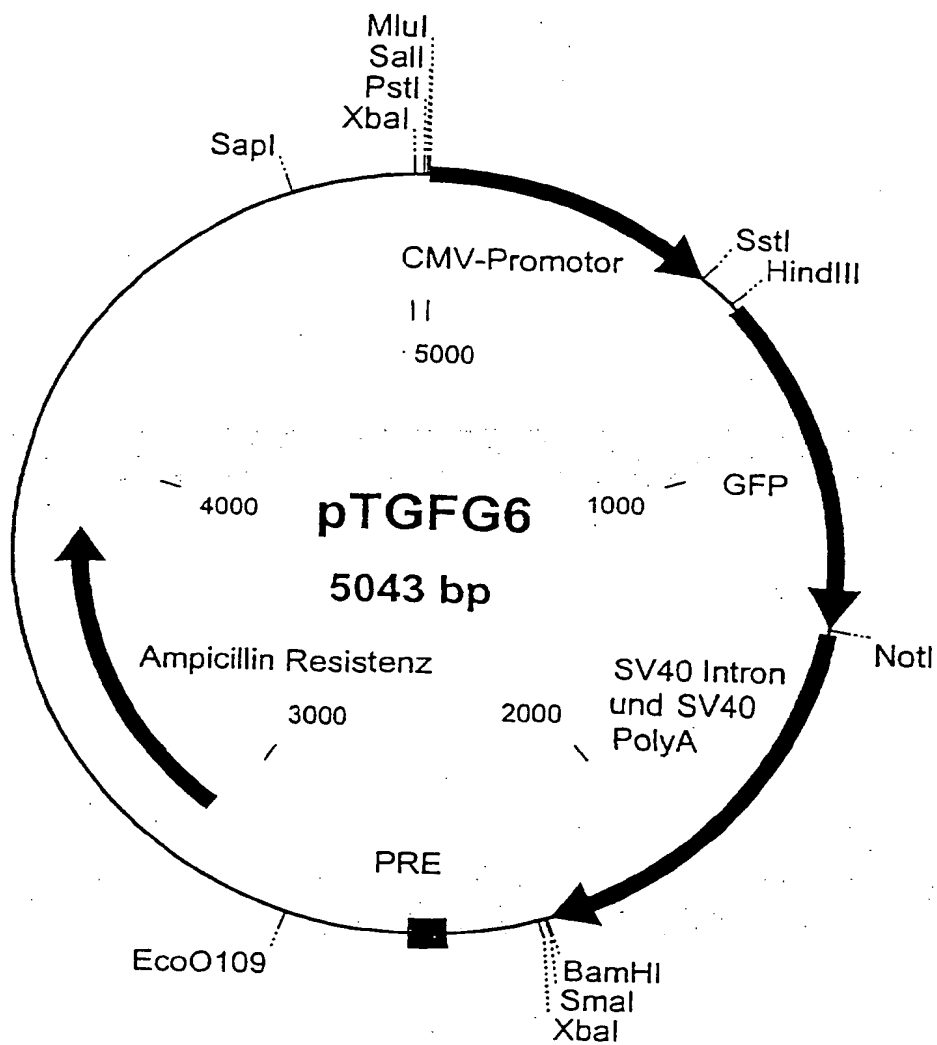 MluI
SalI
PstI
XbaI
SapI
SstI
HindIII
CMV-Promotor
5000
GFP
1000
4000
pTGFG6
5043 bp
Ampicillin Resistenz
NotI
SV40 Intron
und SV40
PolyA
3000
2000
PRE
EcoO109
BamHI
SmaI
XbaI